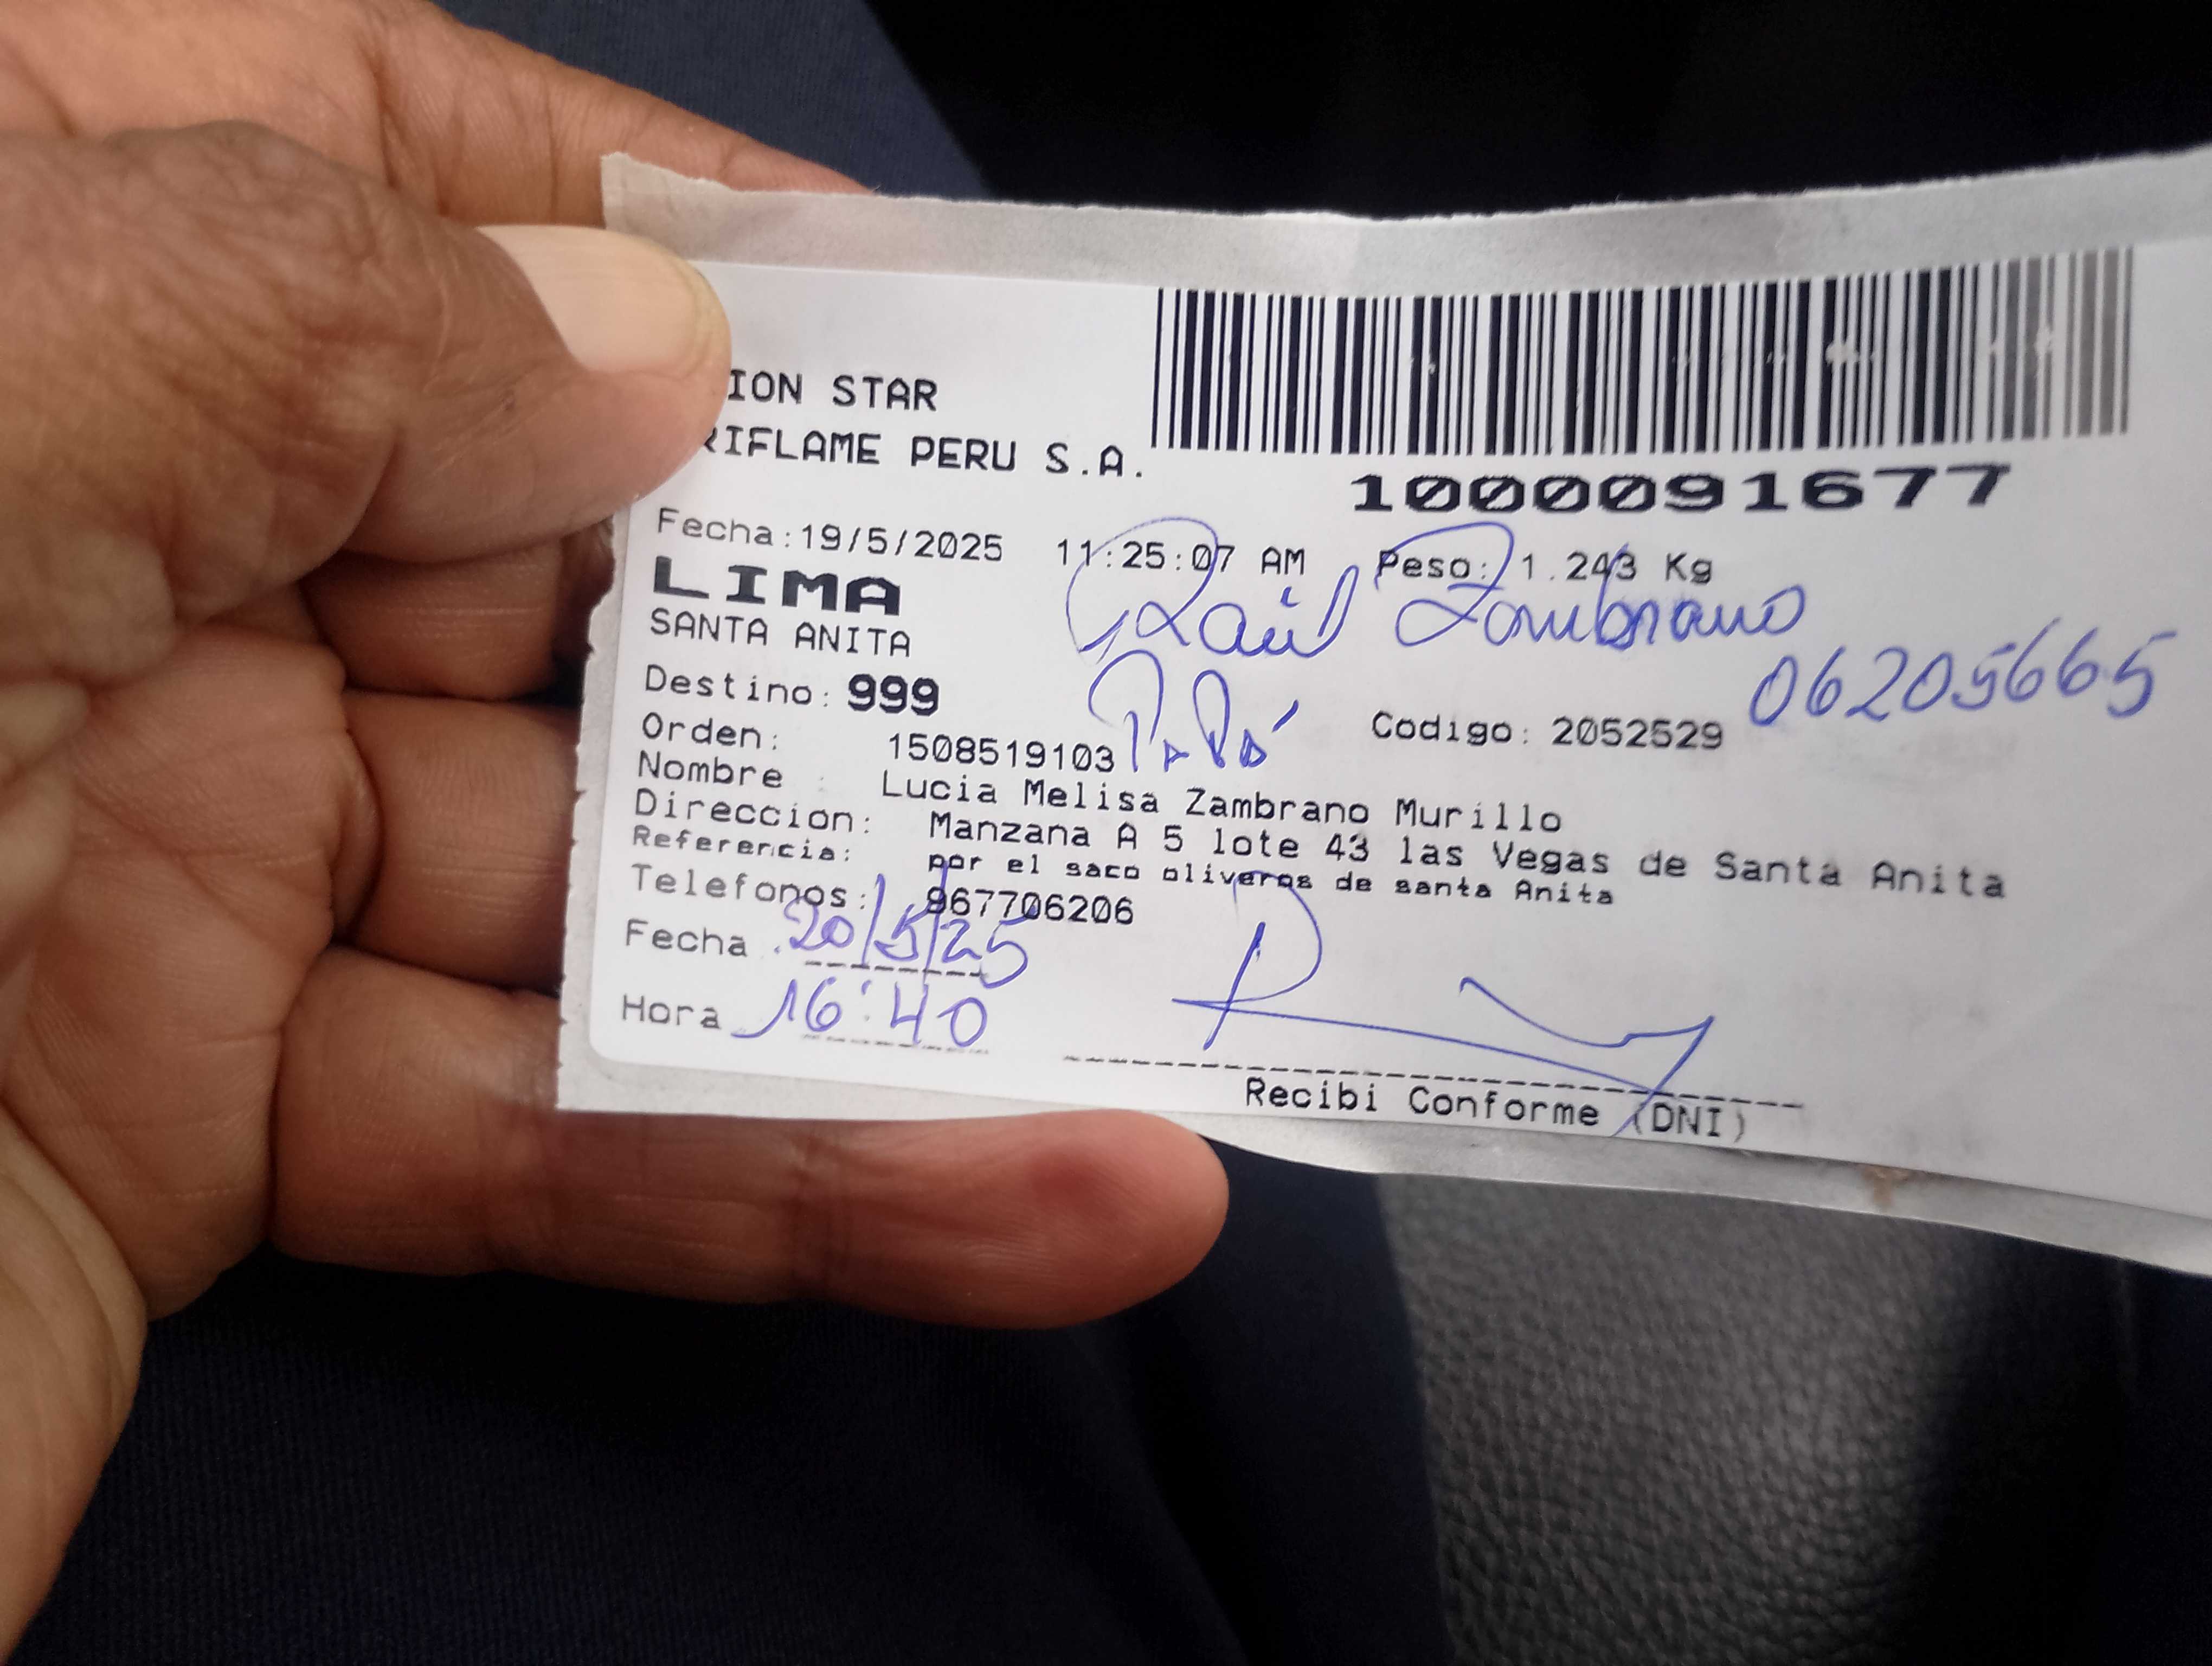 ION STAR
RIFLAME PERU S.A.
1000091677
Fecha:19/5/2025 11:25:07 AM Peso: 1.243 Kg
LIMA
Raúl Zambrano
SANTA ANITA
06205665
Destino: 999
Papá
Codigo: 2052529
Orden: 1508519103
Nombre : Lucia Melisa Zambrano Murillo
Direccion: Manzana A 5 lote 43 las Vegas de Santa Anita
Referencia: por el saco oliveros de santa Anita
Telefonos: 967706206
Fecha . 20/5/25
Hora 16:40
Recibi Conforme (DNI)